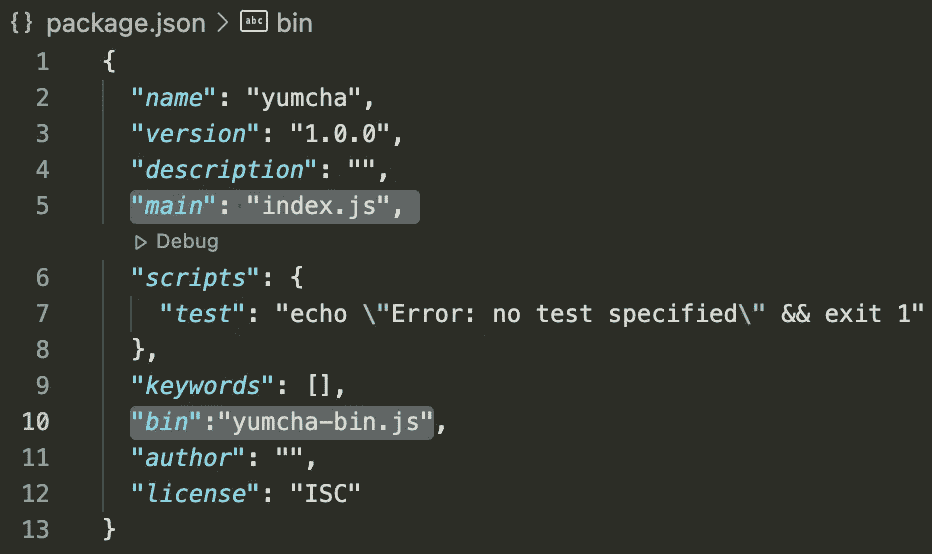 {} package.json > abc bin
1 {
2 "name": "yumcha",
3 "version": "1.0.0",
4 "description": "",
5 "main": "index.js",
Debug
6 "scripts": {
7 "test": "echo \"Error: no test specified\" && exit 1"
8 },
9 "keywords": [],
10 "bin":"yumcha-bin.js",
11 "author": "",
12 "license": "ISC"
13 }